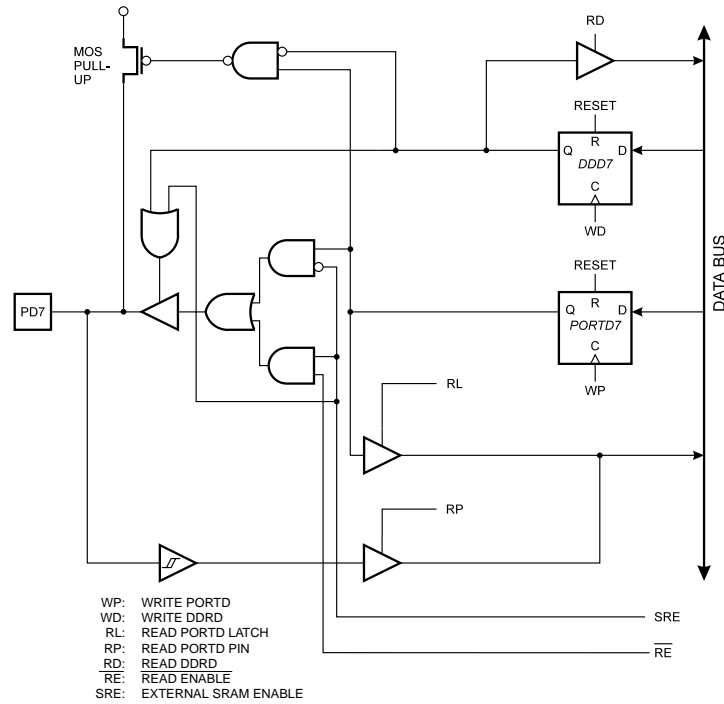 MOS
PULL-
UP
RD
RESET
R
Q
D
DDD7
C
WD
DATA BUS
RESET
R
Q
D
PORTD7
C
WP
PD7
RL
RP
SRE
RE
WP: WRITE PORTD
WD: WRITE DDRD
RL: READ PORTD LATCH
RP: READ PORTD PIN
RD: READ DDRD
RE: READ ENABLE
SRE: EXTERNAL SRAM ENABLE